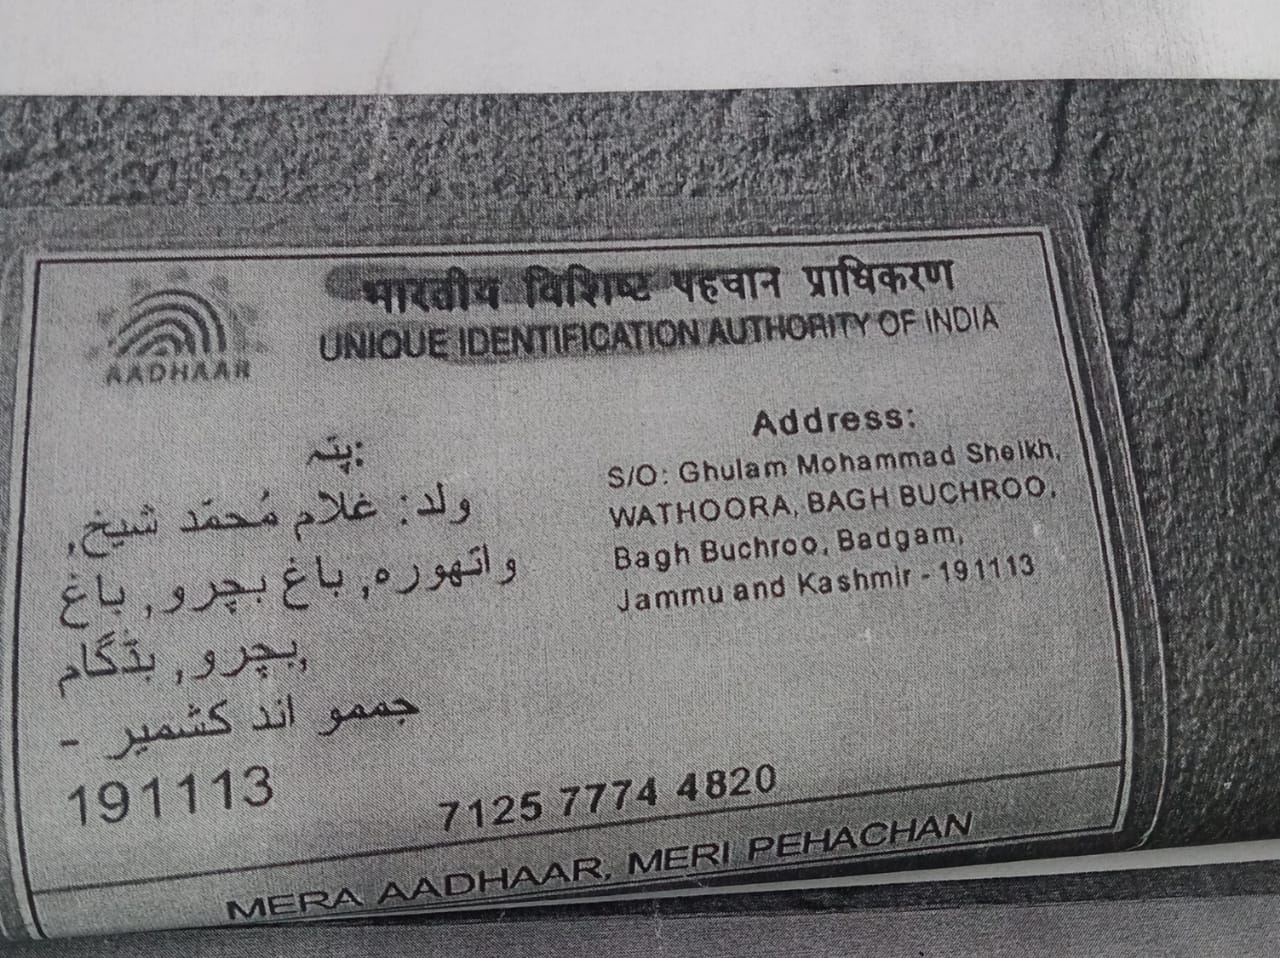 भारतीय विशिष्ट पहचान प्राधिकरण
UNIQUE IDENTIFICATION AUTHORITY OF INDIA
AADHAAR
پتہ:
ولد: غلام مُحمّد شیخ,
واتھورہ, باغ بچرو, باغ
بچرو, بڈگام,
جممو اند کشمیر -
191113
Address:
S/O: Ghulam Mohammad Sheikh,
WATHOORA, BAGH BUCHROO,
Bagh Buchroo, Badgam,
Jammu and Kashmir - 191113
7125 7774 4820
MERA AADHAAR, MERI PEHACHAN